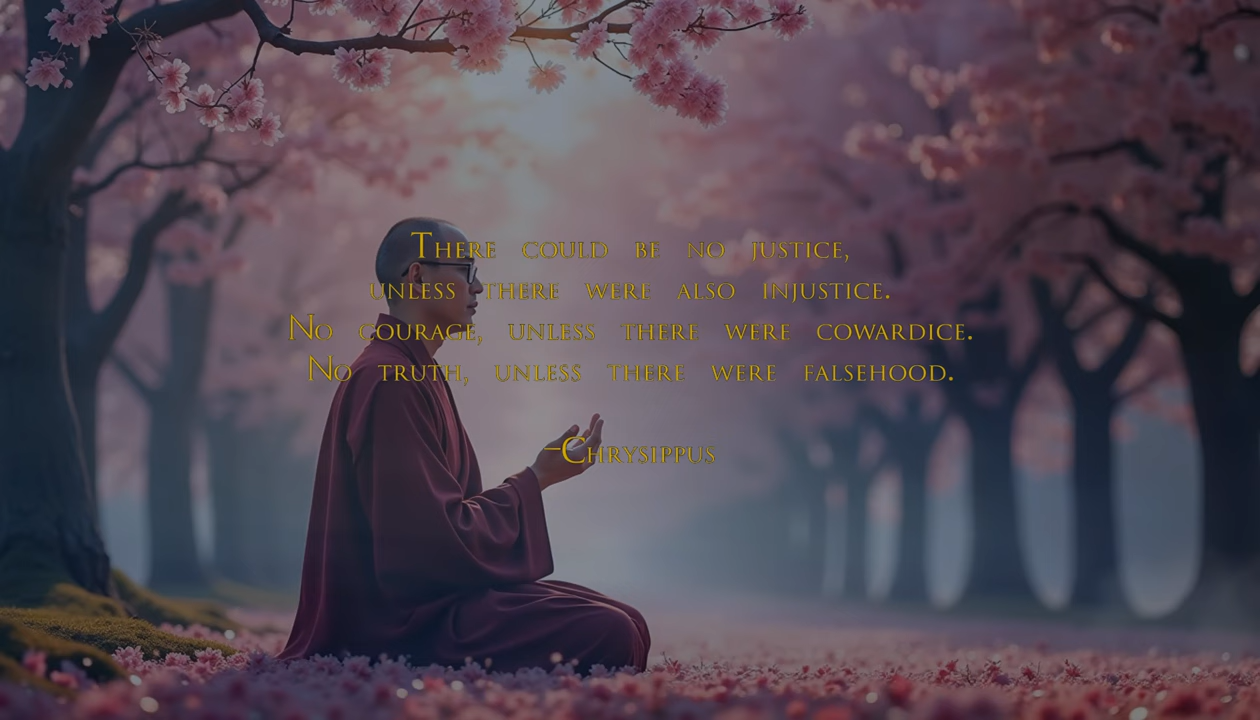 There could be no justice,
unless there were also injustice.
No courage, unless there were cowardice.
No truth, unless there were falsehood.
–Chrysippus